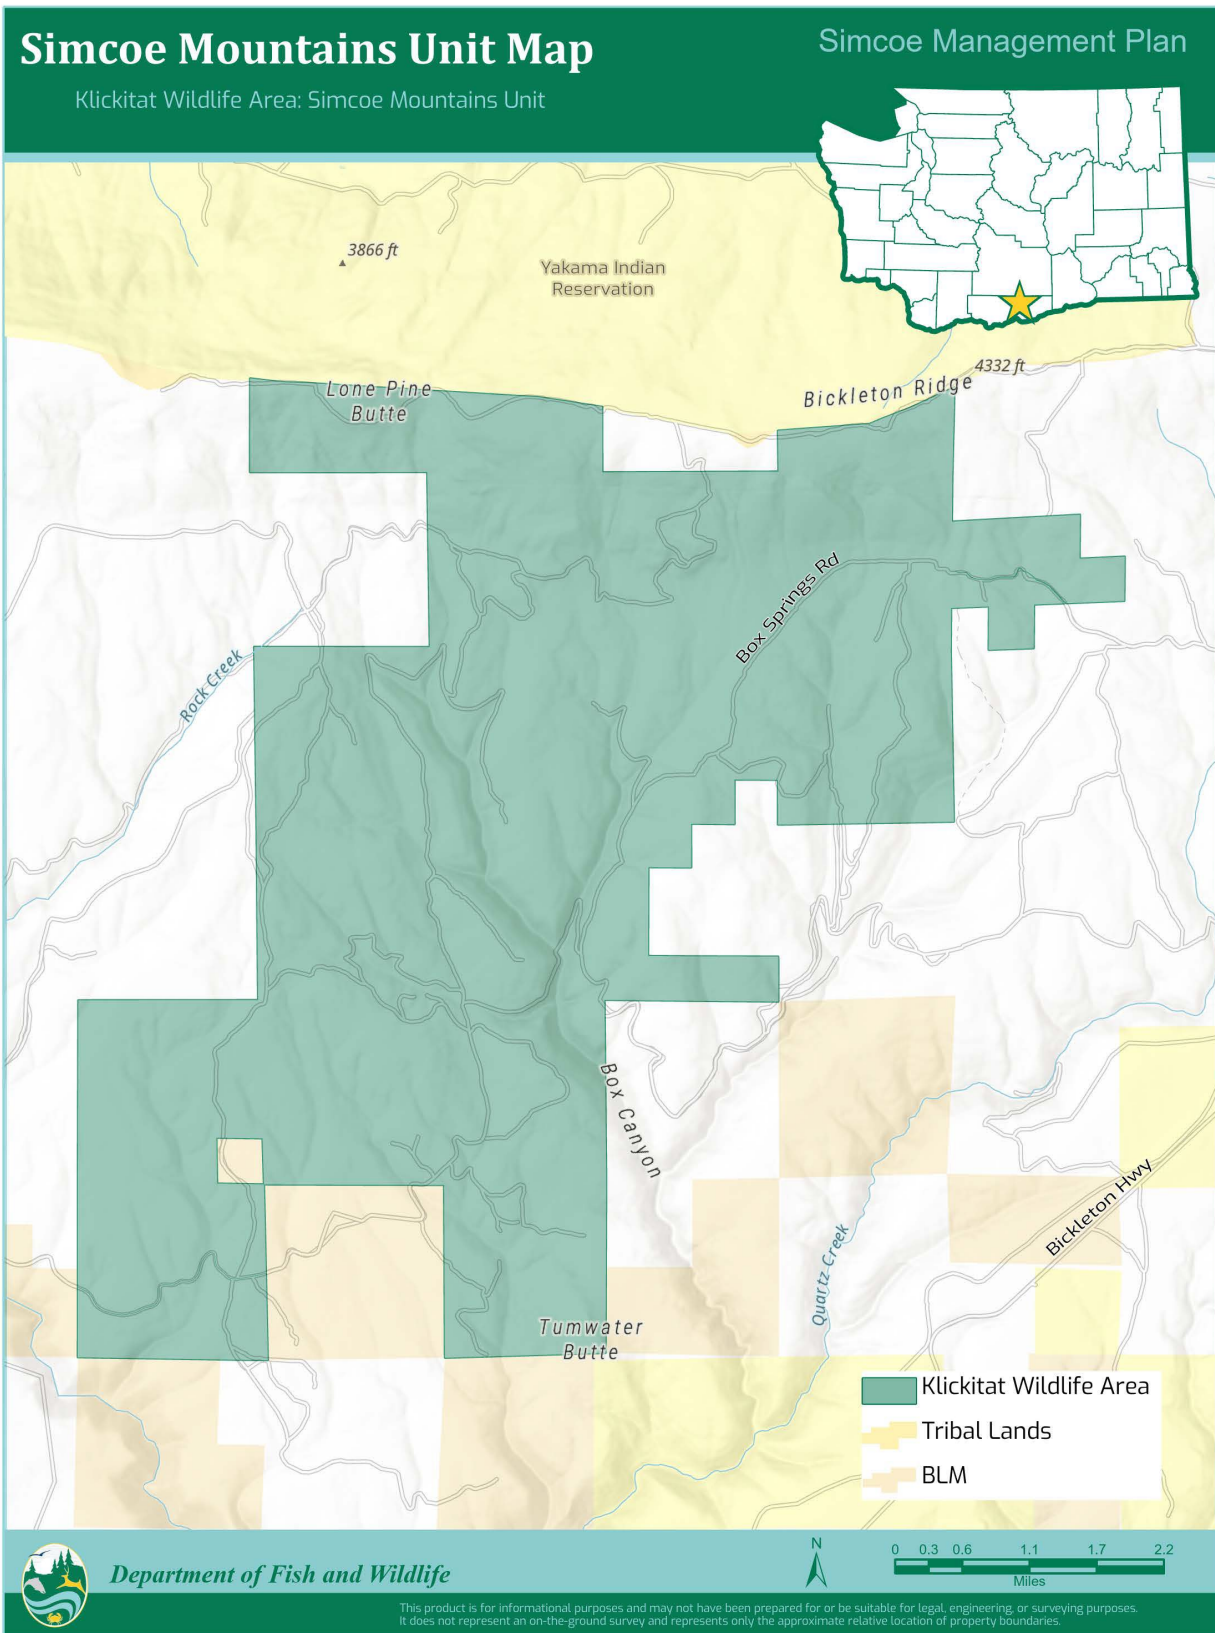 Simcoe Mountains Unit Map
Simcoe Management Plan
Klickitat Wildlife Area: Simcoe Mountains Unit
3866 ft
Yakama Indian
Reservation
4332 ft
Lone Pine
Butte
Bickleton Ridge
Box Springs Rd
Rock Creek
Box Canyon
Bickleton Hwy
Quartz Creek
Tumwater
Butte
Klickitat Wildlife Area
Tribal Lands
BLM
Department of Fish and Wildlife
N
0 0.3 0.6 1.1 1.7 2.2
Miles
This product is for informational purposes and may not have been prepared for or be suitable for legal, engineering, or surveying purposes.
It does not represent an on-the-ground survey and represents only the approximate relative location of property boundaries.